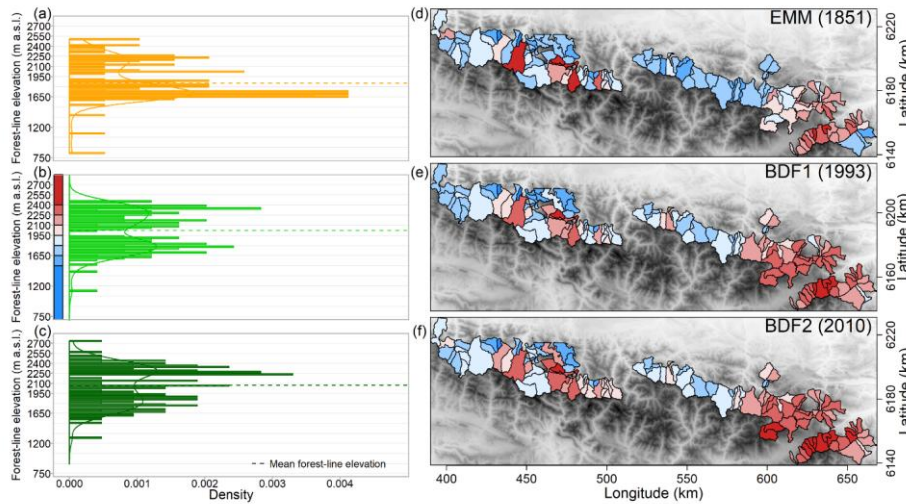 (a)
Forest-line elevation (m a.s.l.)
2700
2550
2400
2250
2100
1950
1800
1650
1200
750
(b)
Forest-line elevation (m a.s.l.)
2700
2550
2400
2250
2100
1950
1650
1200
750
(c)
Forest-line elevation (m a.s.l.)
2700
2550
2400
2250
2100
1950
1650
1200
750
Mean forest-line elevation
0.000 0.001 0.002 0.003 0.004
Density
(d)
EMM (1851)
6220
6180
6140
Latitude (km)
(e)
BDF1 (1993)
6200
6160
Latitude (km)
(f)
BDF2 (2010)
6220
6180
6140
Latitude (km)
400 450 500 550 600 650
Longitude (km)